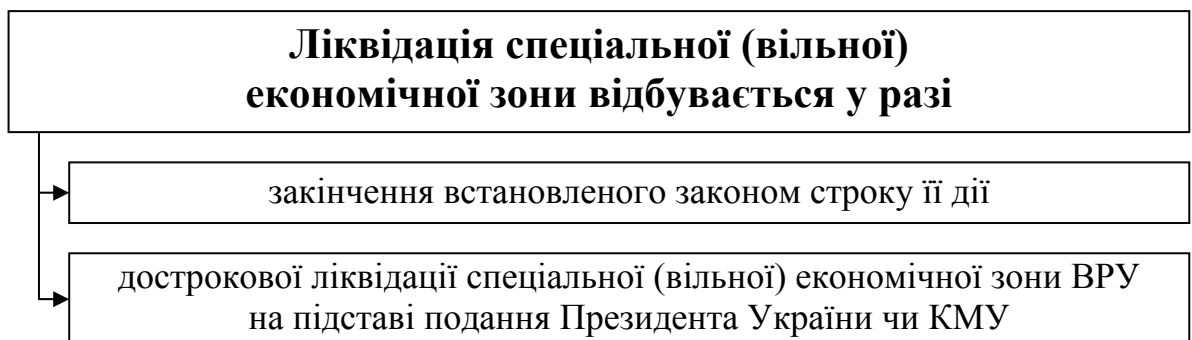 Ліквідація спеціальної (вільної)
економічної зони відбувається у разі
закінчення встановленого законом строку її дії
дострокової ліквідації спеціальної (вільної) економічної зони ВРУ
на підставі подання Президента України чи КМУ